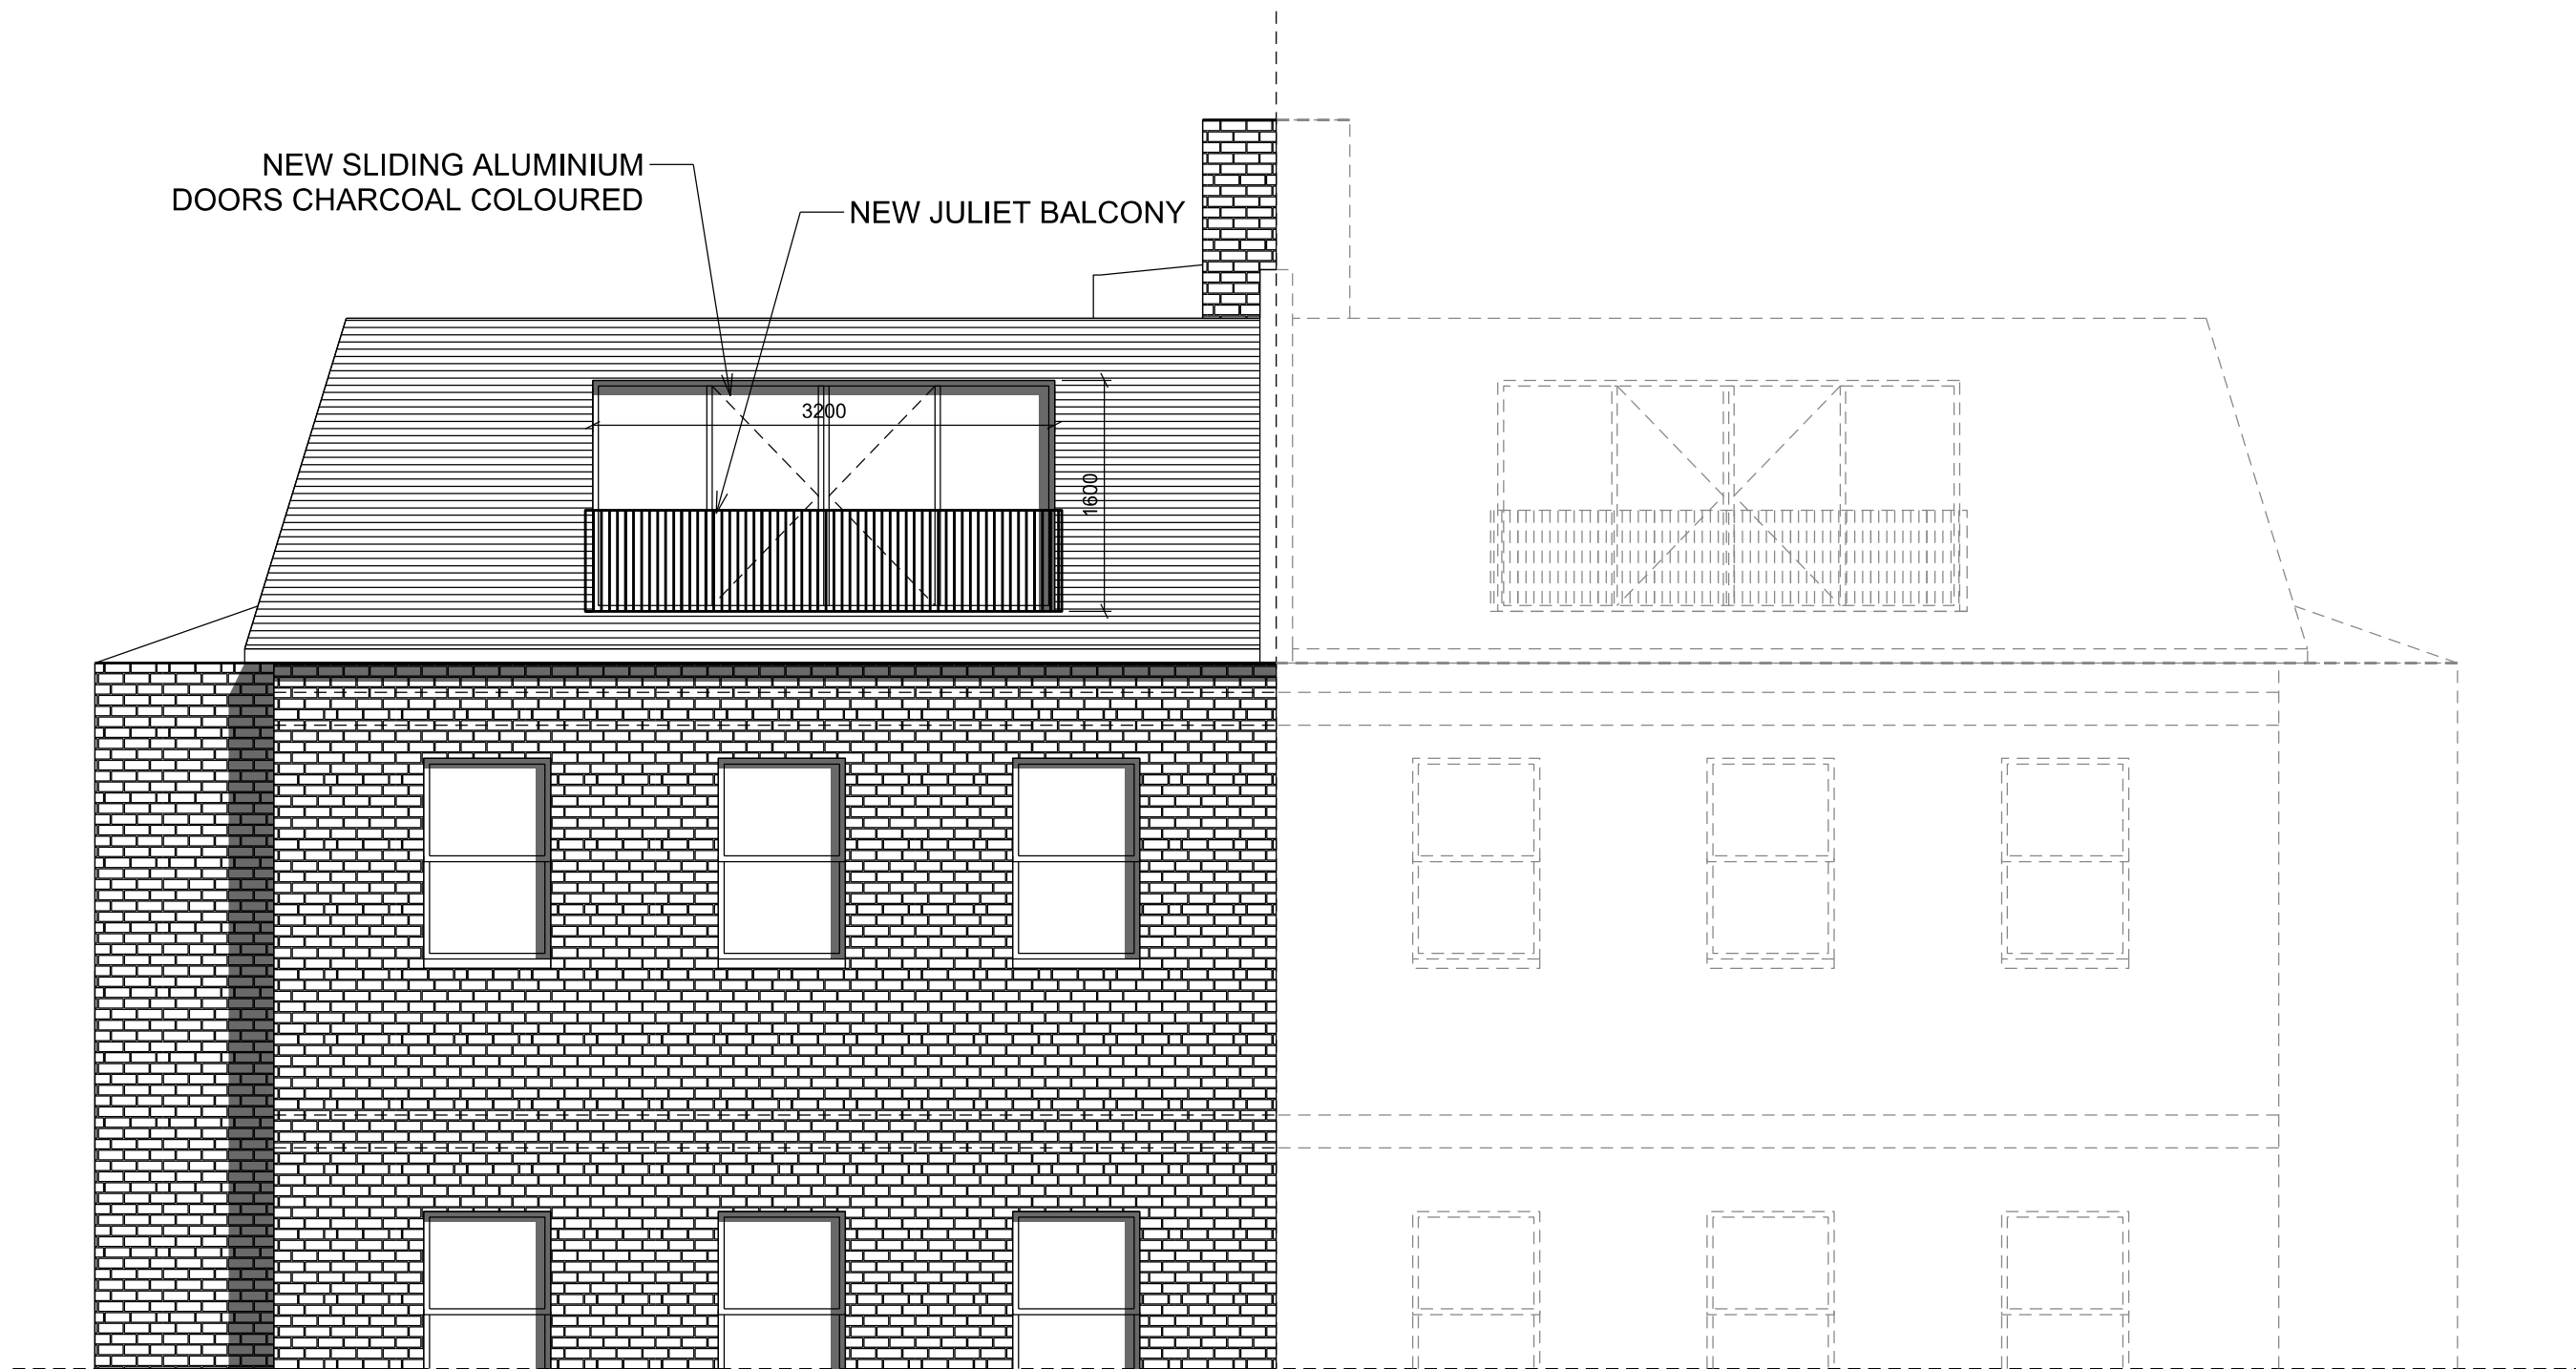 NEW SLIDING ALUMINIUM
DOORS CHARCOAL COLOURED
NEW JULIET BALCONY
3200
1600